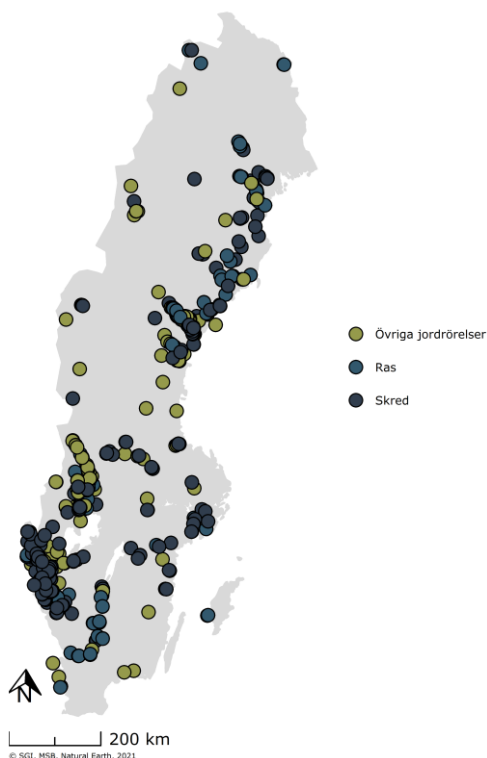 Övriga jordrörelser
Ras
Skred
N
200 km
© SGI, MSB, Natural Earth, 2021